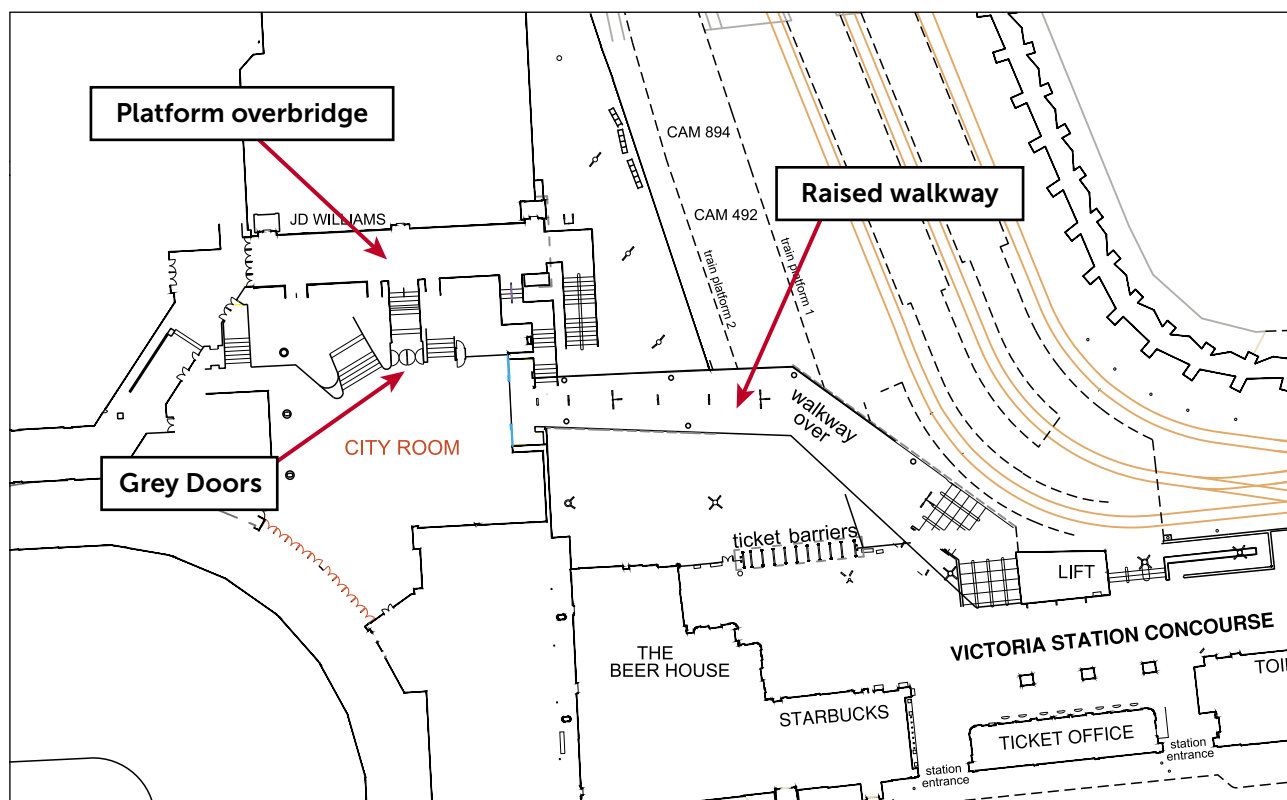 Platform overbridge
CAM 894
Raised walkway
CAM 492
JD WILLIAMS
train platform 2
train platform 1
walkway
over
CITY ROOM
Grey Doors
ticket barriers
LIFT
VICTORIA STATION CONCOURSE
THE
BEER HOUSE
STARBUCKS
TICKET OFFICE
TOI
station
entrance
station
entrance